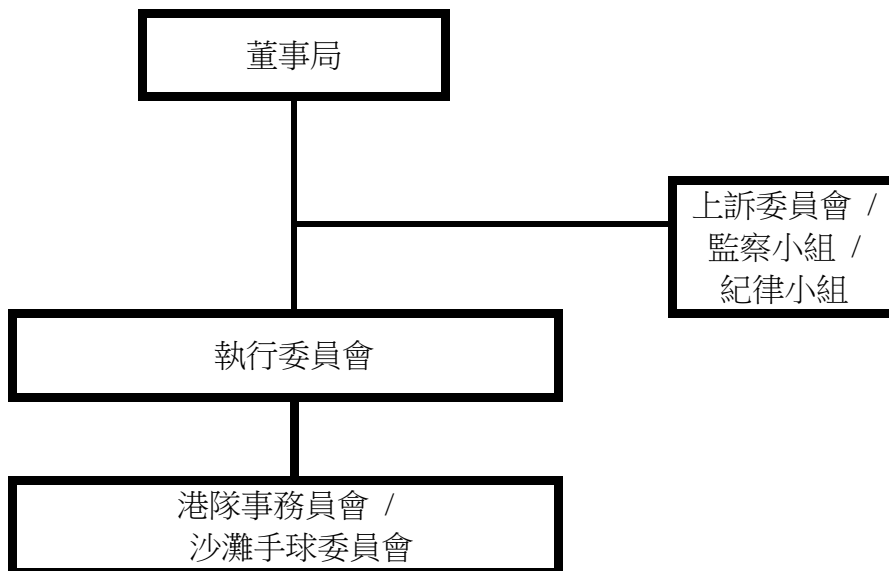 董事局
上訴委員會 /
監察小組 /
紀律小組
執行委員會
港隊事務員會 /
沙灘手球委員會